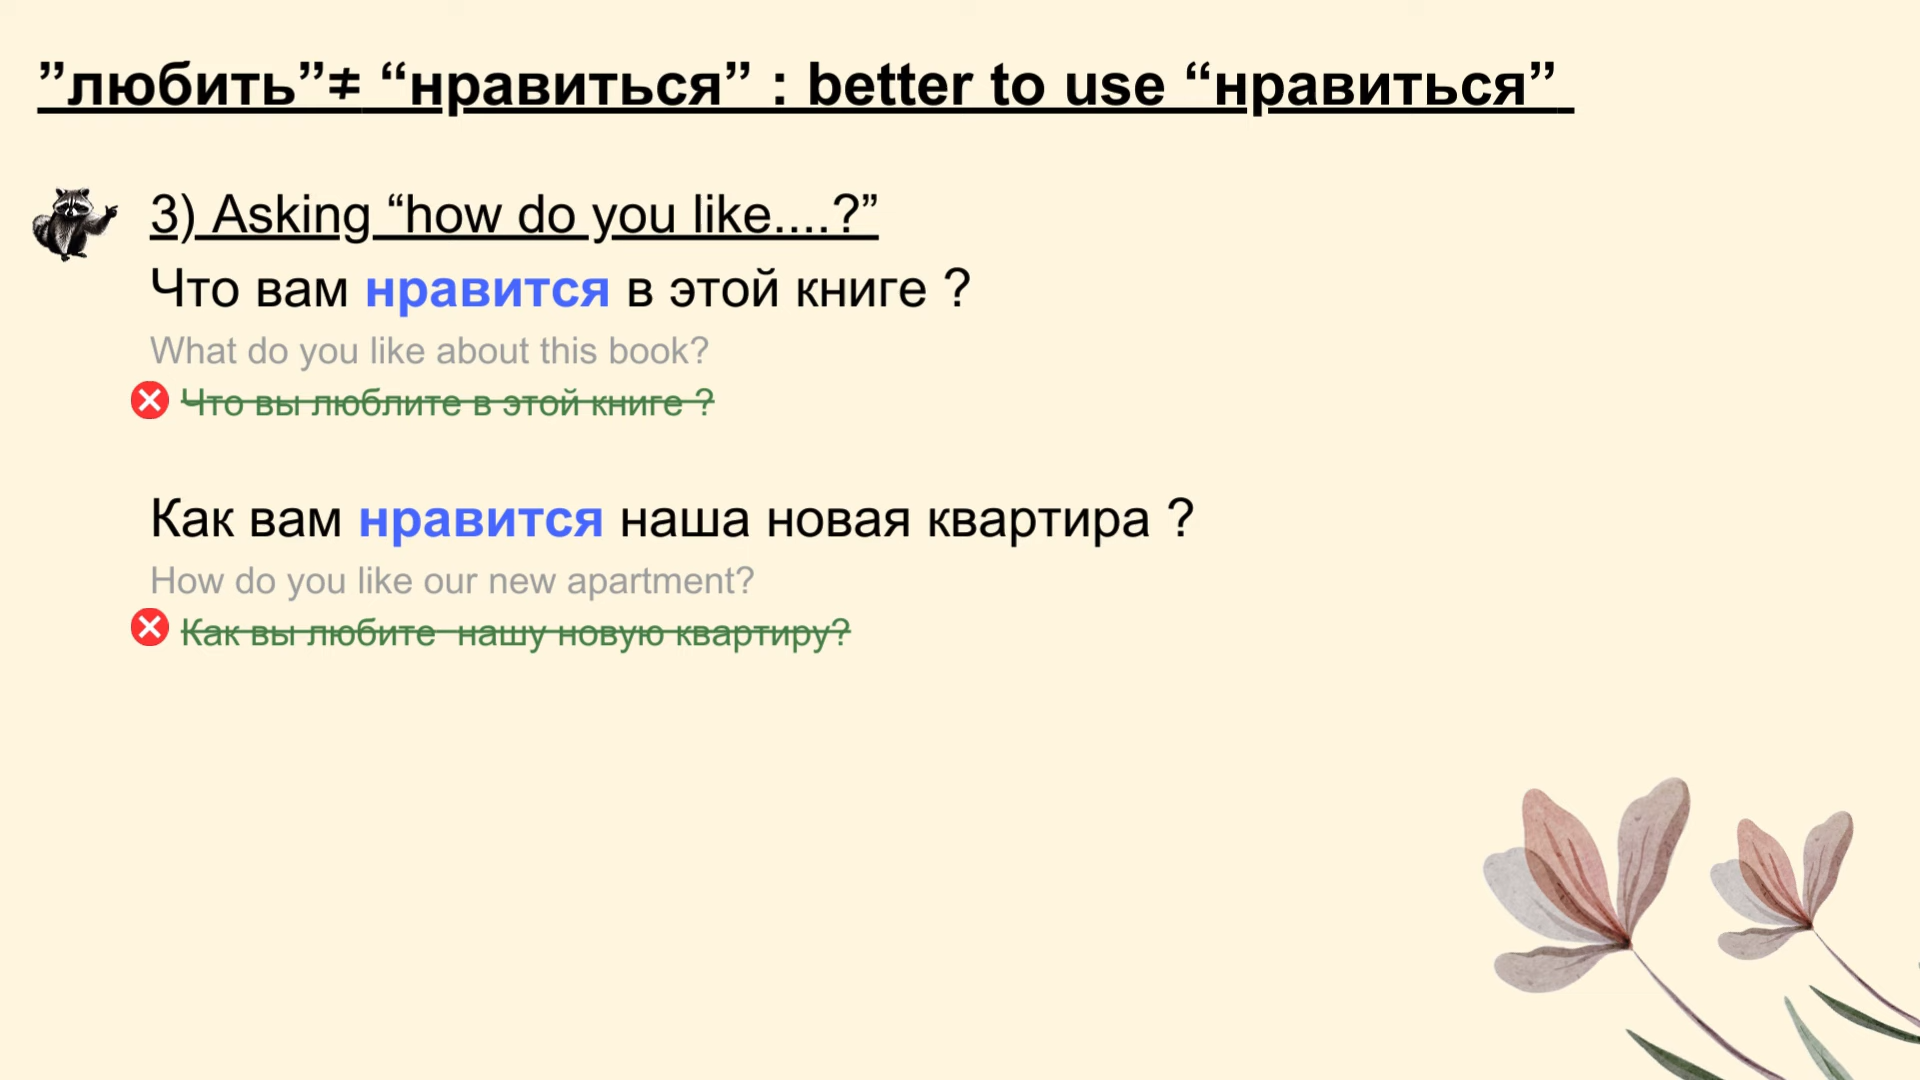 ”любить”≠ “нравиться” : better to use “нравиться”
3) Asking “how do you like....?”
Что вам нравится в этой книге ?
What do you like about this book?
Что вы люблите в этой книге ?
Как вам нравится наша новая квартира ?
How do you like our new apartment?
Как вы любите нашу новую квартиру?